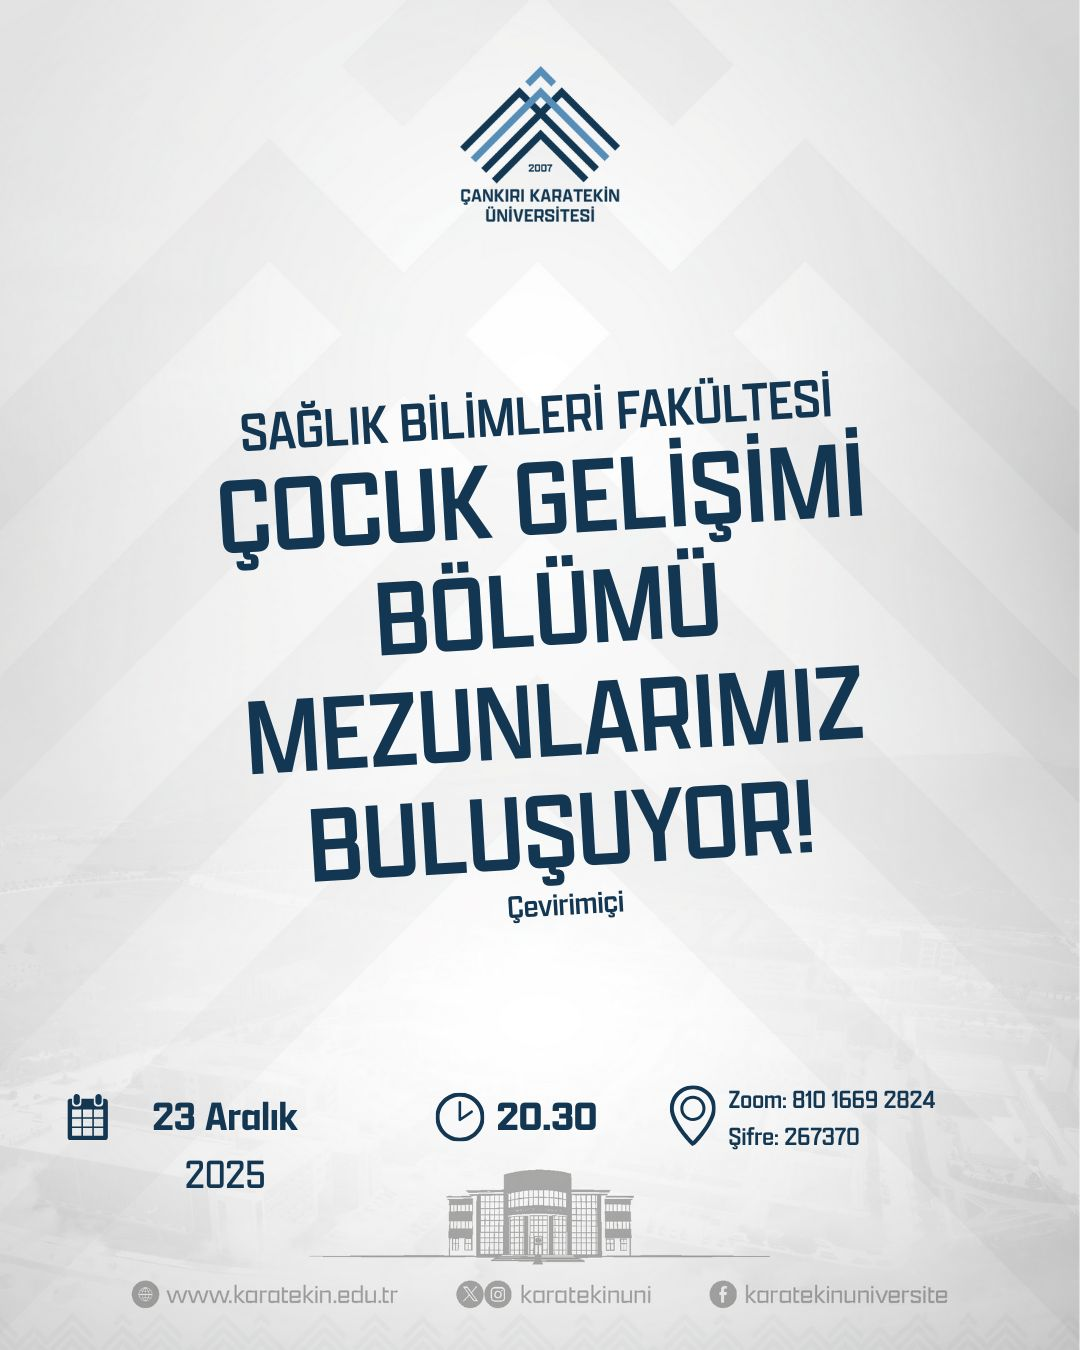 2007
ÇANKIRI KARATEKİN
ÜNİVERSİTESİ
SAĞLIK BİLİMLERİ FAKÜLTESİ
ÇOCUK GELİŞİMİ
BÖLÜMÜ
MEZUNLARIMIZ
BULUŞUYOR!
Çevirimiçi
23 Aralık
2025
20.30
Zoom: 810 1669 2824
Şifre: 267370
www.karatekin.edu.tr
karatekinuni
karatekinuniversite